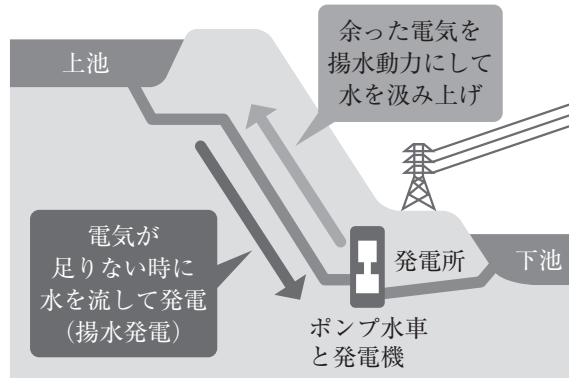 上池
余った電気を
揚水動力にして
水を汲み上げ
電気が
足りない時に
水を流して発電
（揚水発電）
発電所
下池
ポンプ水車
と発電機